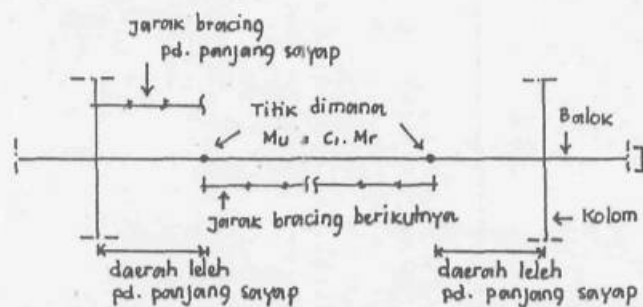 jarak bracing
pd. panjang sayap
Titik dimana
Mu = C₁. Mr
Balok
jarak bracing berikutnya
Kolom
daerah leleh
pd. panjang sayap
daerah leleh
pd. panjang sayap